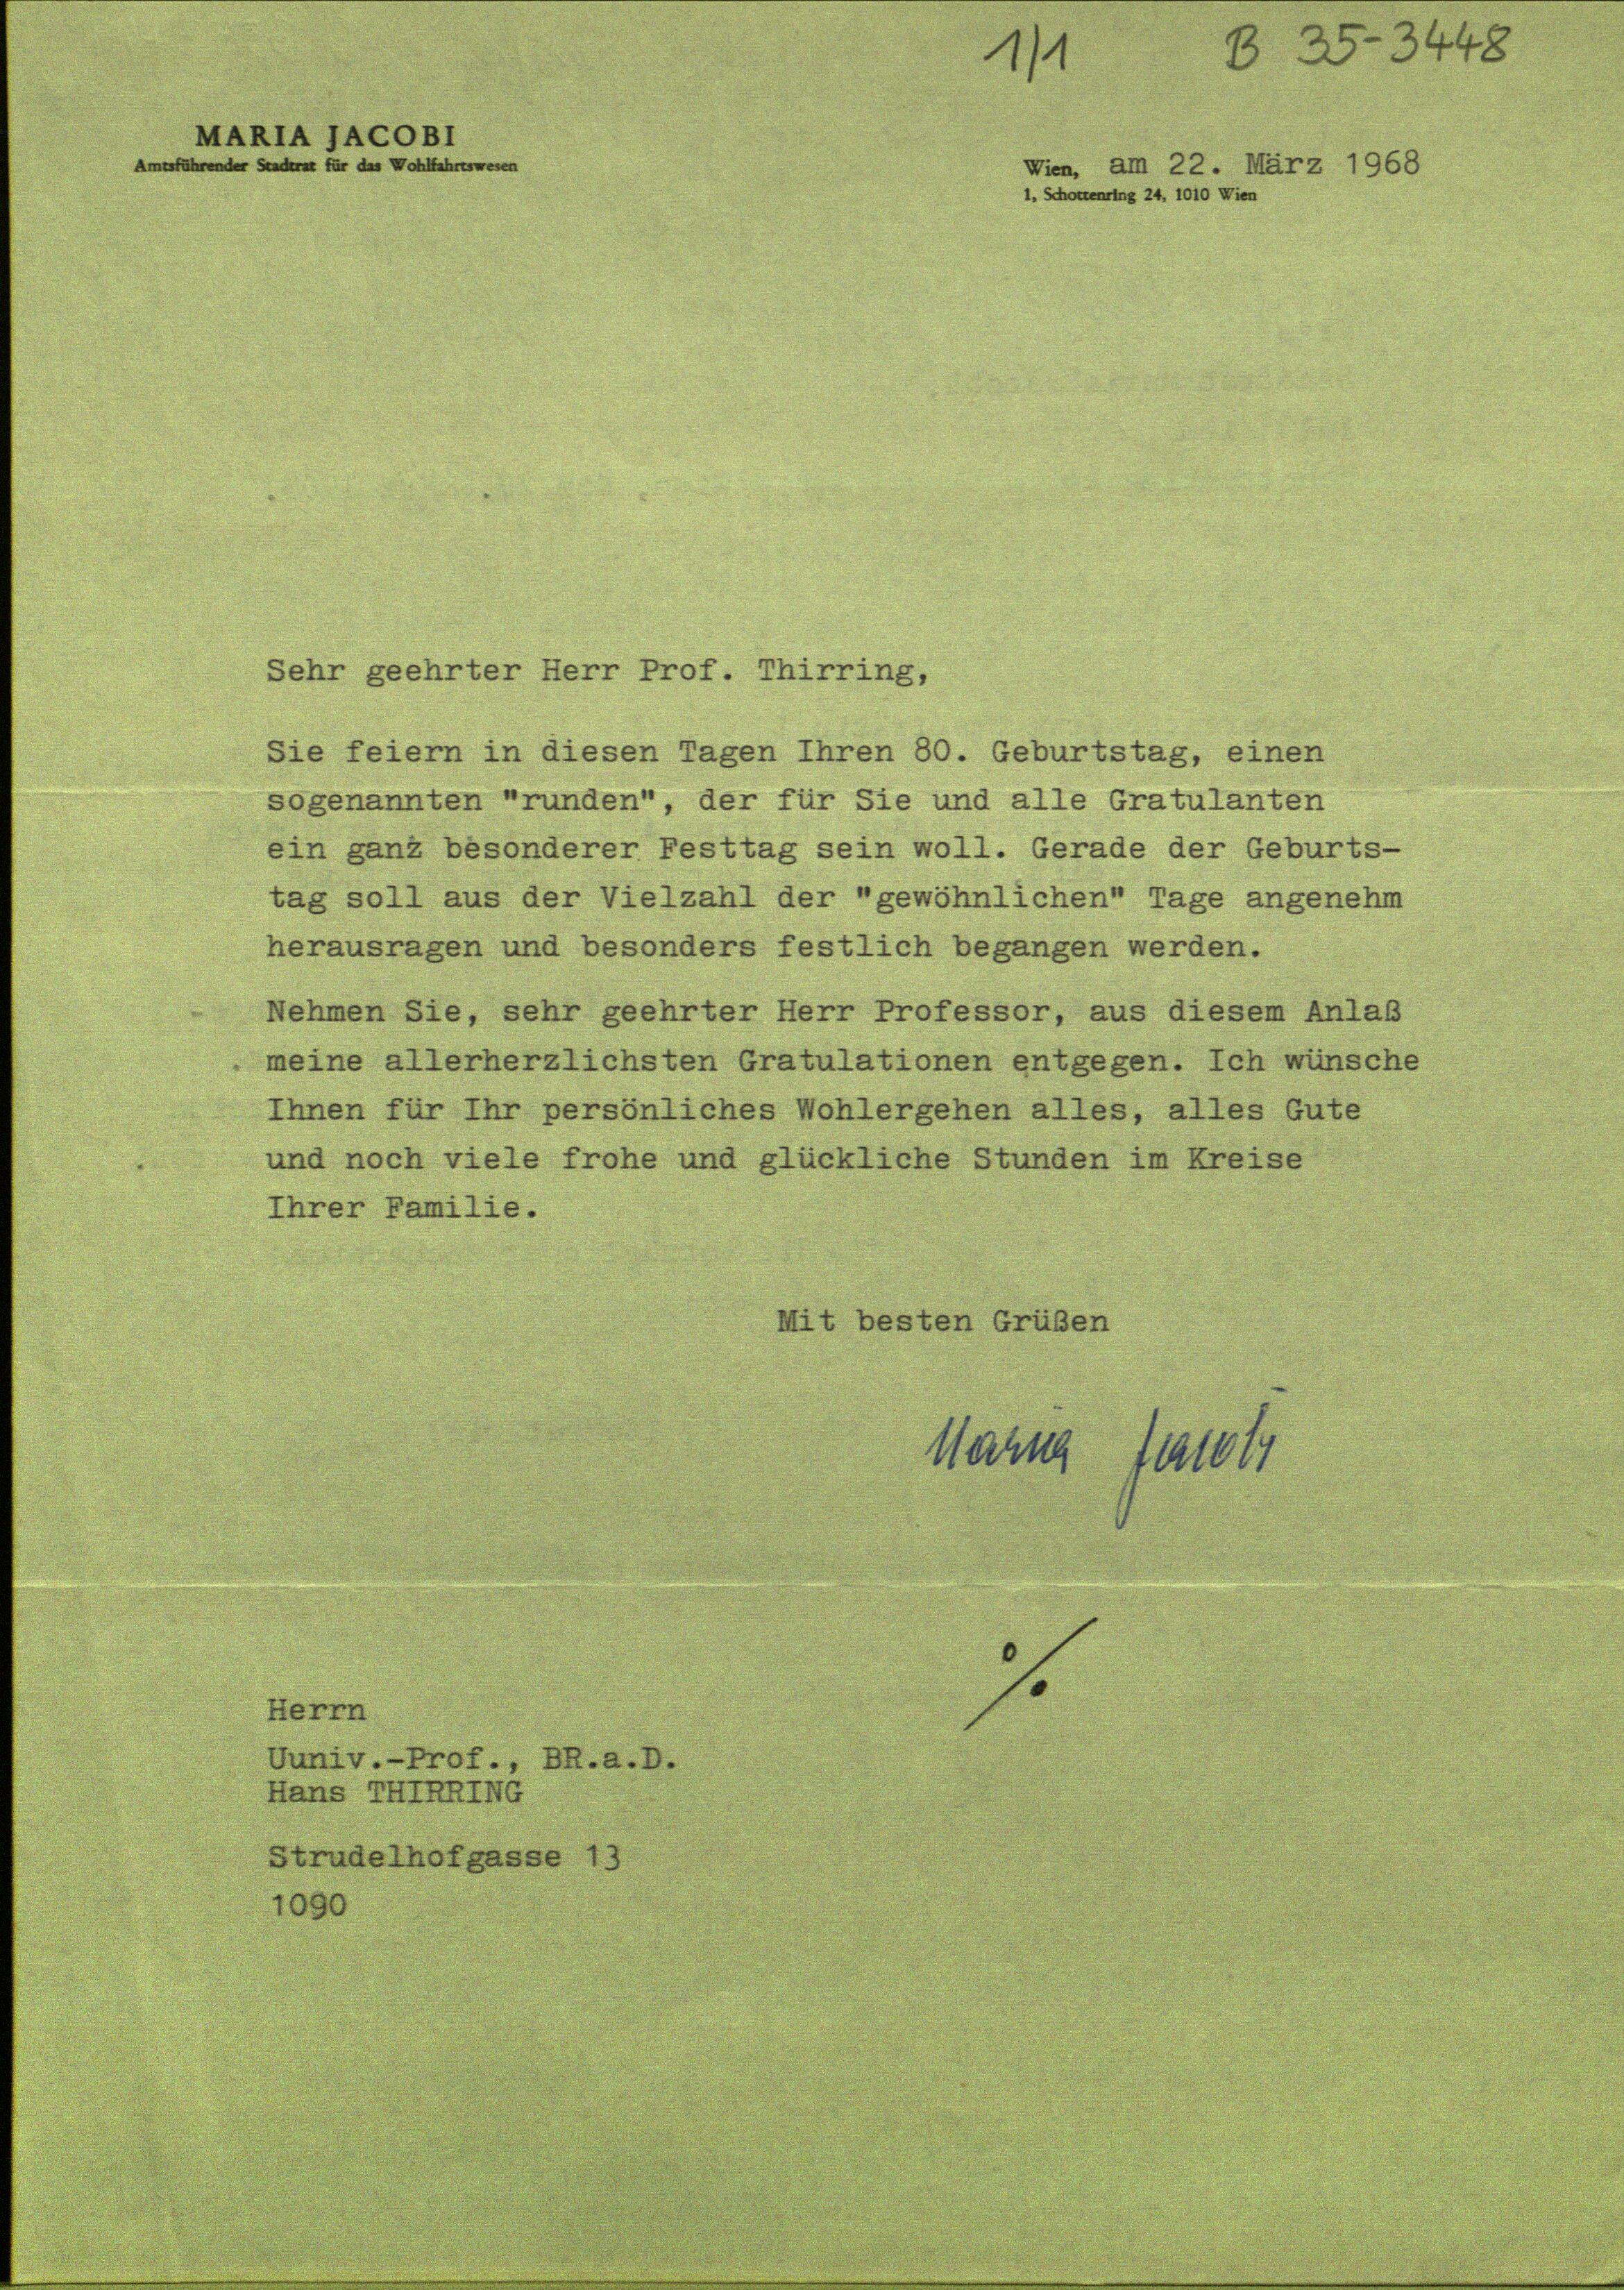 1/1 B 35-3448
MARIA JACOBI
Amtsführender Stadtrat für das Wohlfahrtswesen
Wien, am 22. März 1968
1, Schottenring 24, 1010 Wien
Sehr geehrter Herr Prof. Thirring,
Sie feiern in diesen Tagen Ihren 80. Geburtstag, einen
sogenannten "runden", der für Sie und alle Gratulanten
ein ganz besonderer Festtag sein woll. Gerade der Geburts-
tag soll aus der Vielzahl der "gewöhnlichen" Tage angenehm
herausragen und besonders festlich begangen werden.
Nehmen Sie, sehr geehrter Herr Professor, aus diesem Anlaß
meine allerherzlichsten Gratulationen entgegen. Ich wünsche
Ihnen für Ihr persönliches Wohlergehen alles, alles Gute
und noch viele frohe und glückliche Stunden im Kreise
Ihrer Familie.
Mit besten Grüßen
Maria Jacobi
%
Herrn
Uuniv.-Prof., BR.a.D.
Hans THIRRING
Strudelhofgasse 13
1090